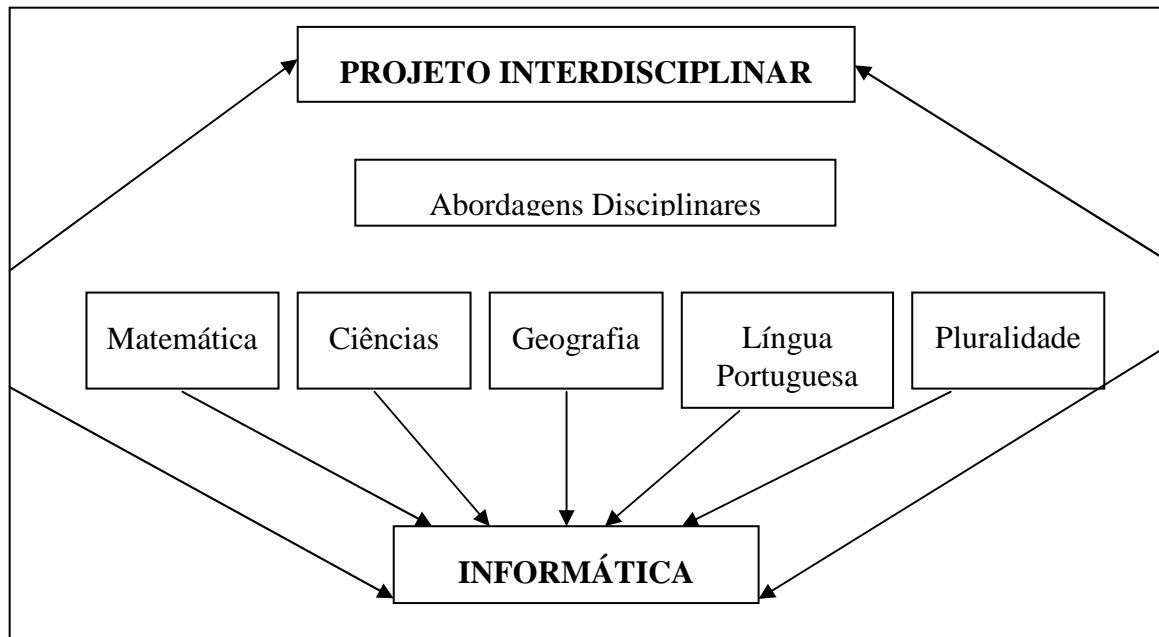 PROJETO INTERDISCIPLINAR
Abordagens Disciplinares
Matemática
Ciências
Geografia
Língua
Portuguesa
Pluralidade
INFORMÁTICA